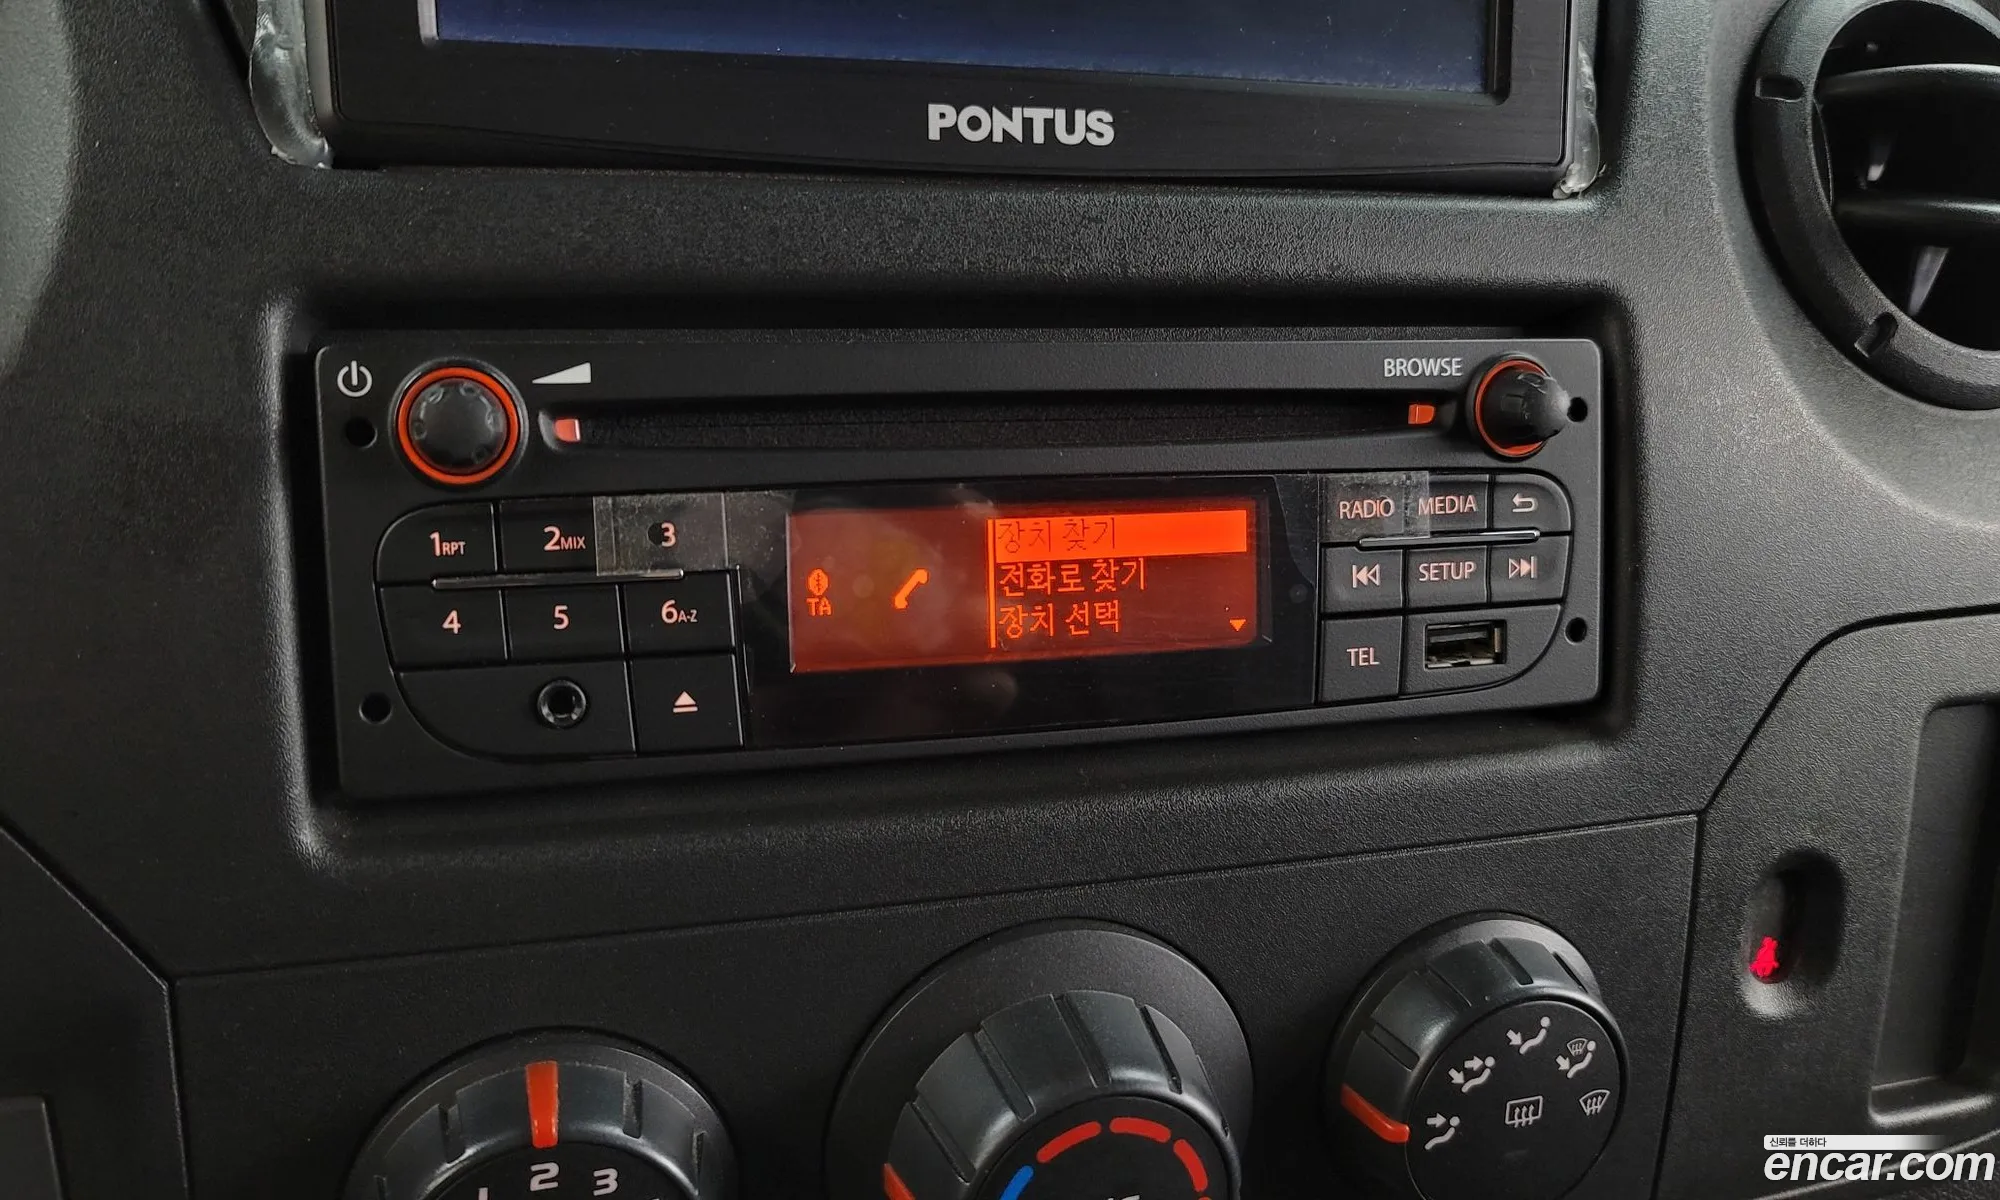 PONTUS
BROWSE
1RPT
2MIX
3
RADIO
MEDIA
장치 찾기
전화로 찾기
장치 선택
TA
4
5
6A-Z
SETUP
TEL
1 2 3
신뢰를 더하다
encar.com